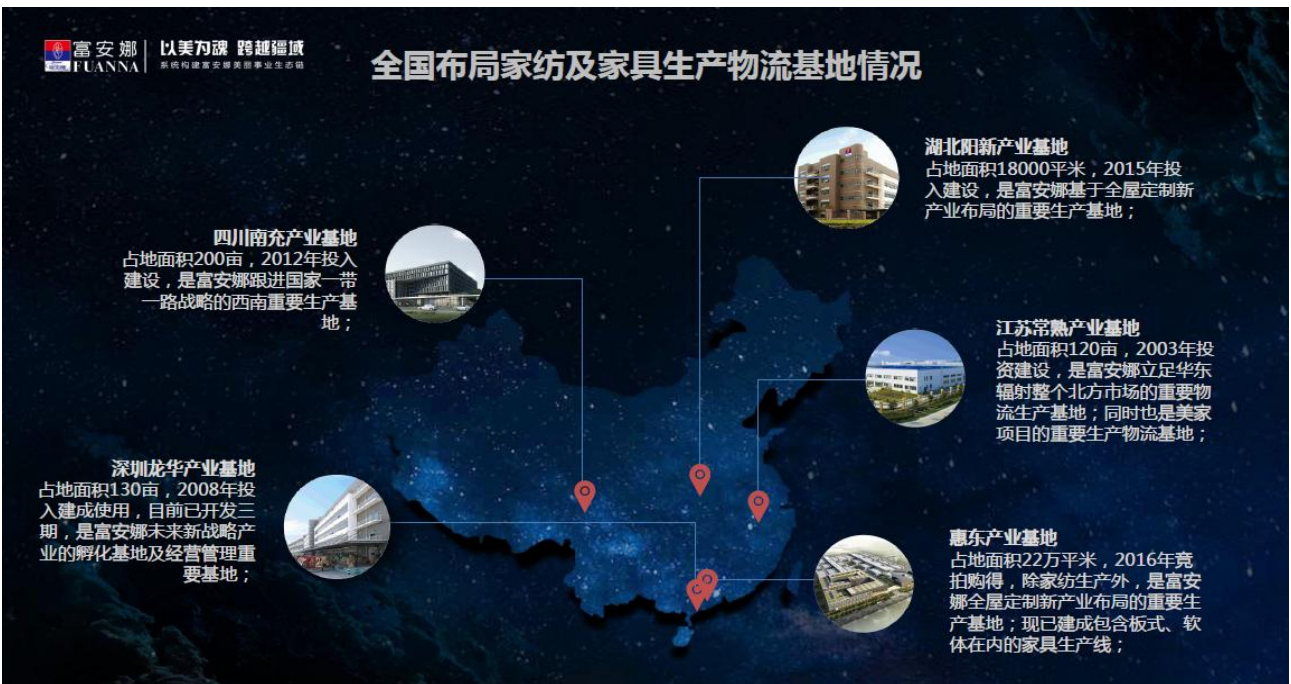 富安娜
FUANNA
以美为魂 跨越疆域
系统构建富安娜美丽事业生态链
全国布局家纺及家具生产物流基地情况
湖北阳新产业基地
占地面积18000平米，2015年投
入建设，是富安娜基于全屋定制新
产业布局的重要生产基地；
四川南充产业基地
占地面积200亩，2012年投入
建设，是富安娜跟进国家一带
一路战略的西南重要生产基
地；
江苏常熟产业基地
占地面积120亩，2003年投
资建设，是富安娜立足华东
辐射整个北方市场的重要物
流生产基地；同时也是美家
项目的重要生产物流基地；
深圳龙华产业基地
占地面积130亩，2008年投
入建成使用，目前已开发三
期，是富安娜未来新战略产
业的孵化基地及经营管理重
要基地；
惠东产业基地
占地面积22万平米，2016年竞
拍购得，除家纺生产外，是富安
娜全屋定制新产业布局的重要生
产基地；现已建成包含板式、软
体在内的家具生产线；